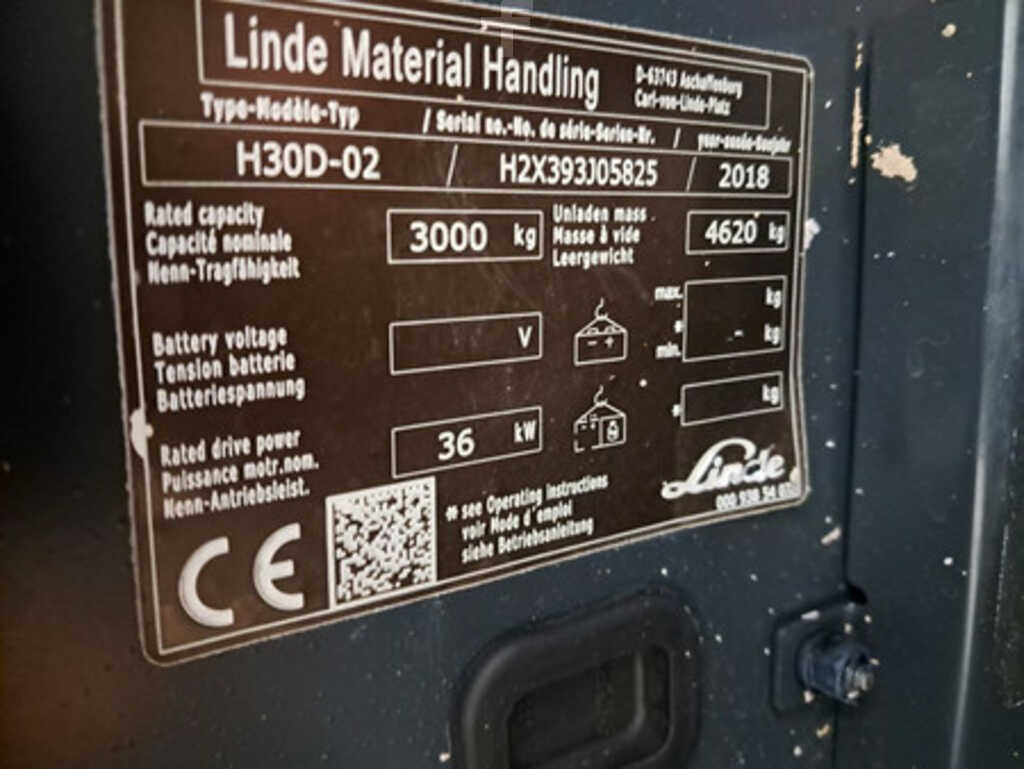 Linde Material Handling
D-63743 Aschaffenburg
Carl-von-Linde-Platz
Type-Modèle-Typ / Serial no.-No. de série-Serien-Nr. / year-année-Baujahr
H30D-02 / H2X393J05825 / 2018
Rated capacity
Capacité nominale
Nenn-Tragfähigkeit
3000 kg
Unladen mass
Masse à vide
Leergewicht
4620 kg
Battery voltage
Tension batterie
Batteriespannung
V
- +
max. kg
* - kg
min.
* kg
Rated drive power
Puissance motr.nom.
Nenn-Antriebsleist.
36 kW
* see Operating instructions
voir Mode d'emploi
siehe Betriebsanleitung
Linde
000 938 54
CE